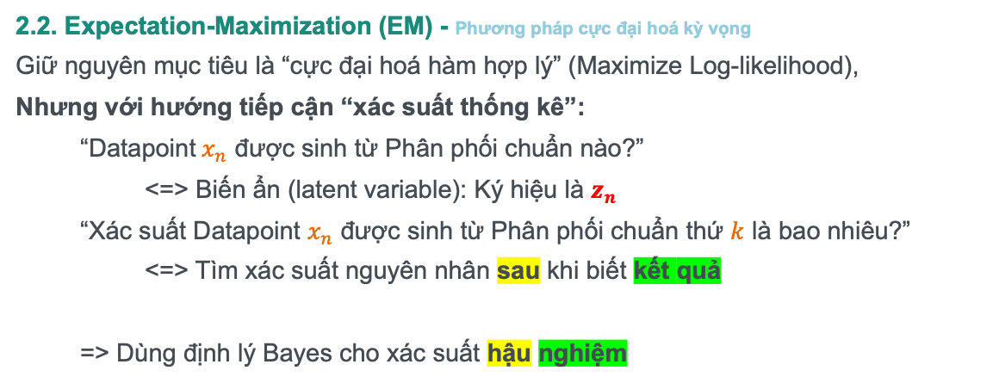 2.2. Expectation-Maximization (EM) - Phương pháp cực đại hoá kỳ vọng
Giữ nguyên mục tiêu là “cực đại hoá hàm hợp lý” (Maximize Log-likelihood),
Nhưng với hướng tiếp cận “xác suất thống kê”:
“Datapoint xₙ được sinh từ Phân phối chuẩn nào?”
<=> Biến ẩn (latent variable): Ký hiệu là zₙ
“Xác suất Datapoint xₙ được sinh từ Phân phối chuẩn thứ k là bao nhiêu?”
<=> Tìm xác suất nguyên nhân sau khi biết kết quả
=> Dùng định lý Bayes cho xác suất hậu nghiệm